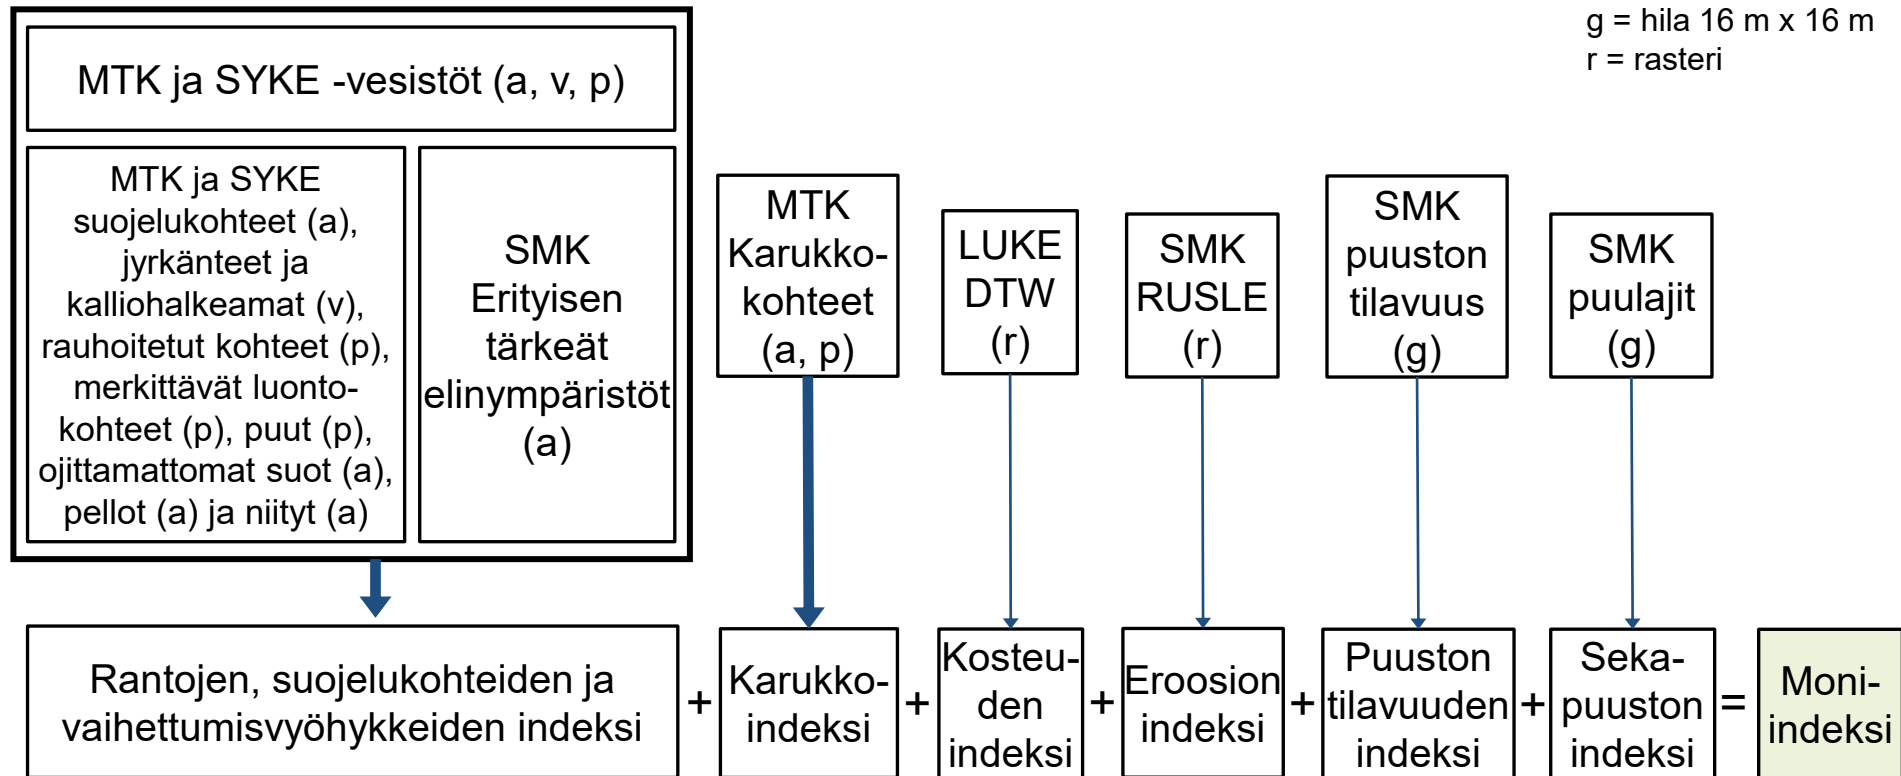 g = hila 16 m x 16 m
r = rasteri
MTK ja SYKE -vesistöt (a, v, p)
MTK ja SYKE
suojelukohteet (a),
jyrkänteet ja
kalliohalkeamat (v),
rauhoitetut kohteet (p),
merkittävät luonto-
kohteet (p), puut (p),
ojittamattomat suot (a),
pellot (a) ja niityt (a)
SMK
Erityisen
tärkeät
elinympäristöt
(a)
MTK
Karukko-
kohteet
(a, p)
LUKE
DTW
(r)
SMK
RUSLE
(r)
SMK
puuston
tilavuus
(g)
SMK
puulajit
(g)
Rantojen, suojelukohteiden ja
vaihettumisvyöhykkeiden indeksi
+
Karukko-
indeksi
+
Kosteu-
den
indeksi
+
Eroosion
indeksi
+
Puuston
tilavuuden
indeksi
+
Seka-
puuston
indeksi
=
Moni-
indeksi